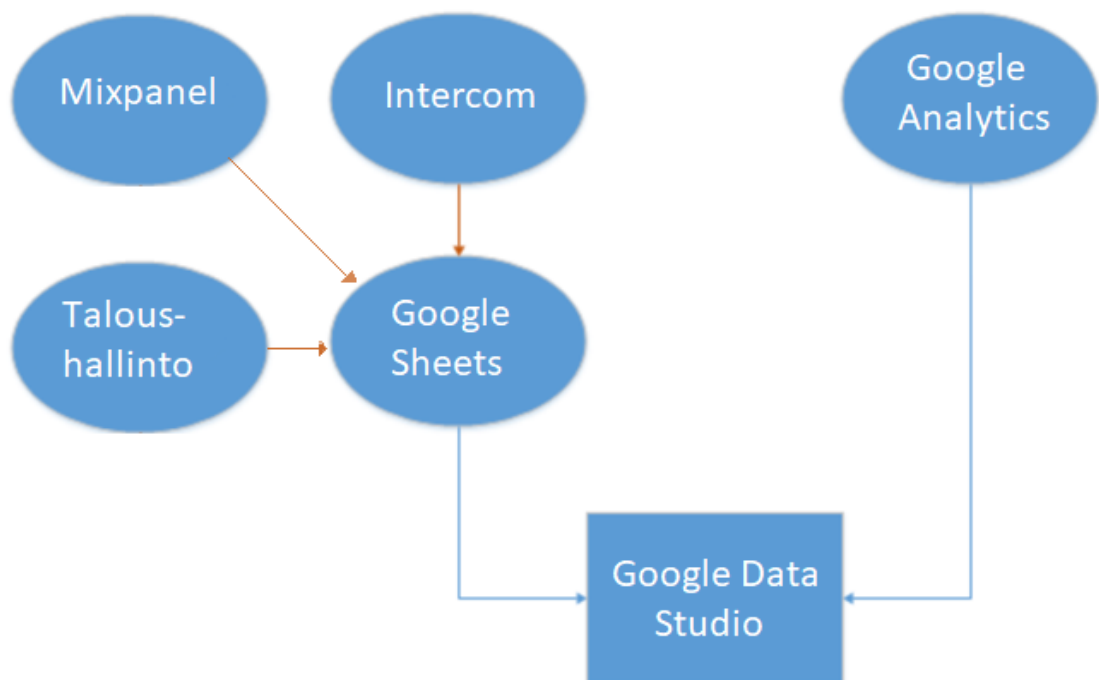 Mixpanel
Intercom
Google
Analytics
Talous-
hallinto
Google
Sheets
Google Data
Studio